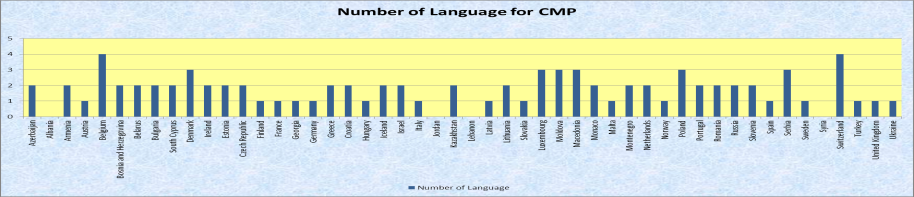 Number of Language for CMP
5
4
3
2
1
0
Azerbaijan
Albania
Armenia
Austria
Belgium
Bosnia and Herzegovina
Belarus
Bulgaria
South Cyprus
Denmark
Ireland
Estonia
Czech Republic
Finland
France
Georgia
Germany
Greece
Croatia
Hungary
Iceland
Israel
Italy
Jordan
Kazakhstan
Lebanon
Latvia
Lithuania
Slovakia
Luxembourg
Moldova
Macedonia
Monaco
Malta
Montenegro
Netherlands
Norway
Poland
Portugal
Romania
Russia
Slovenia
Spain
Serbia
Sweden
Syria
Switzerland
Turkey
United Kingdom
Ukraine
Number of Language